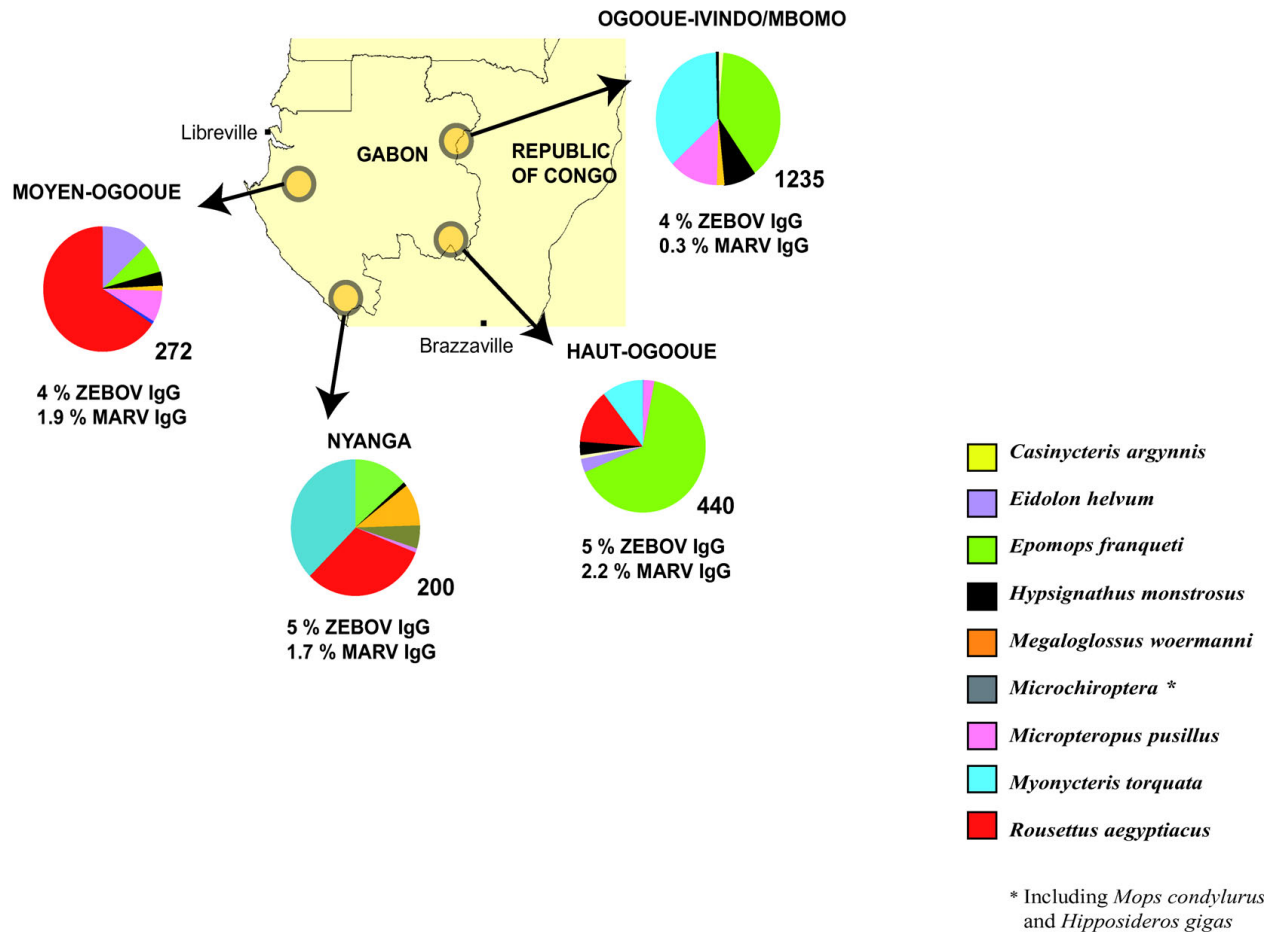 OGOOUE-IVINDO/MBOMO
Libreville
GABON
REPUBLIC
OF CONGO
1235
4 % ZEBOV IgG
0.3 % MARV IgG
MOYEN-OGOOUE
272
4 % ZEBOV IgG
1.9 % MARV IgG
Brazzaville
HAUT-OGOOUE
440
5 % ZEBOV IgG
2.2 % MARV IgG
NYANGA
200
5 % ZEBOV IgG
1.7 % MARV IgG
Casinycteris argynnis
Eidolon helvum
Epomops franqueti
Hypsignathus monstrosus
Megaloglossus woermanni
Microchiroptera *
Micropteropus pusillus
Myonycteris torquata
Rousettus aegyptiacus
* Including Mops condylurus
and Hipposideros gigas